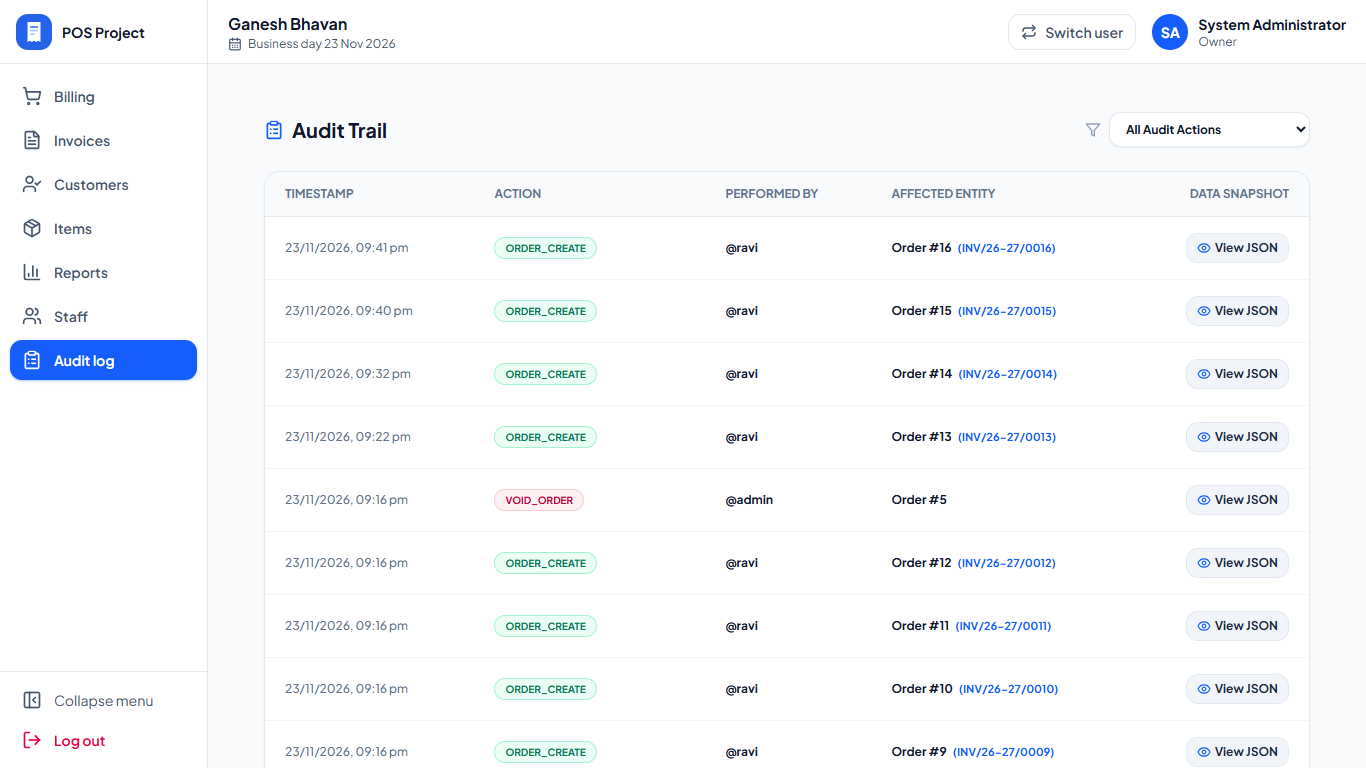 POS Project
Ganesh Bhavan
Business day 23 Nov 2026
Switch user
SA
System Administrator
Owner
Billing
Invoices
Customers
Items
Reports
Staff
Audit log
Collapse menu
Log out
Audit Trail
All Audit Actions
TIMESTAMP ACTION PERFORMED BY AFFECTED ENTITY DATA SNAPSHOT
23/11/2026, 09:41 pm ORDER_CREATE @ravi Order #16 (INV/26-27/0016) View JSON
23/11/2026, 09:40 pm ORDER_CREATE @ravi Order #15 (INV/26-27/0015) View JSON
23/11/2026, 09:32 pm ORDER_CREATE @ravi Order #14 (INV/26-27/0014) View JSON
23/11/2026, 09:22 pm ORDER_CREATE @ravi Order #13 (INV/26-27/0013) View JSON
23/11/2026, 09:16 pm VOID_ORDER @admin Order #5 View JSON
23/11/2026, 09:16 pm ORDER_CREATE @ravi Order #12 (INV/26-27/0012) View JSON
23/11/2026, 09:16 pm ORDER_CREATE @ravi Order #11 (INV/26-27/0011) View JSON
23/11/2026, 09:16 pm ORDER_CREATE @ravi Order #10 (INV/26-27/0010) View JSON
23/11/2026, 09:16 pm ORDER_CREATE @ravi Order #9 (INV/26-27/0009) View JSON